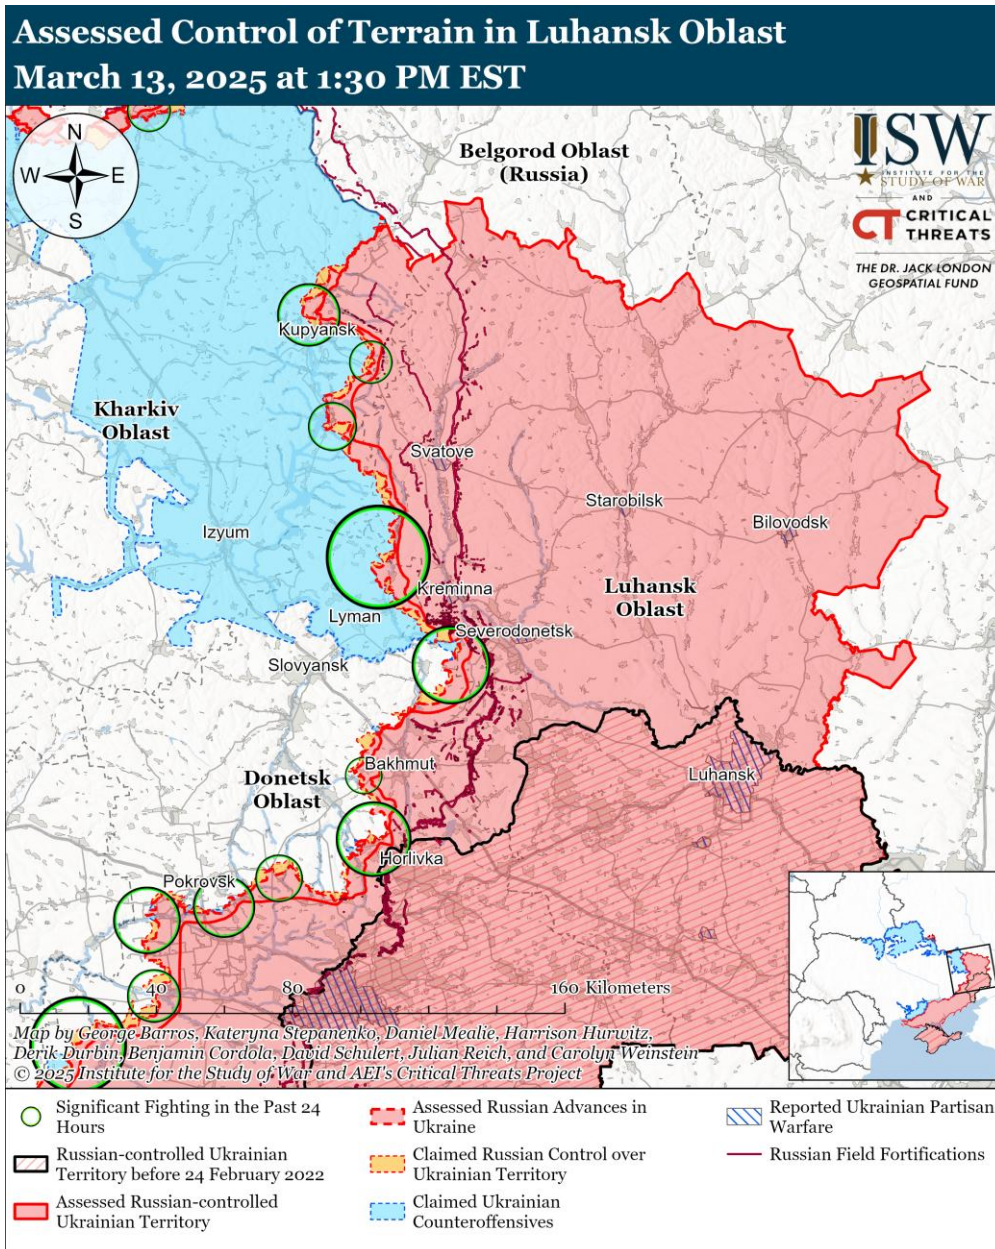 Assessed Control of Terrain in Luhansk Oblast
March 13, 2025 at 1:30 PM EST
N
W E
S
Belgorod Oblast
(Russia)
ISW
INSTITUTE FOR THE
STUDY OF WAR
AND
CT CRITICAL
THREATS
THE DR. JACK LONDON
GEOSPATIAL FUND
Kupyansk
Kharkiv
Oblast
Svatove
Starobilsk
Bilovodsk
Izyum
Kreminna
Luhansk
Oblast
Lyman
Severodonetsk
Slovyansk
Bakhmut
Donetsk
Oblast
Luhansk
Horlivka
Pokrovsk
0 40 80 160 Kilometers
Map by George Barros, Kateryna Stepanenko, Daniel Mealie, Harrison Hurwitz,
Derik Durbin, Benjamin Cordola, David Schulert, Julian Reich, and Carolyn Weinstein
© 2025 Institute for the Study of War and AEI's Critical Threats Project
Significant Fighting in the Past 24
Hours
Russian-controlled Ukrainian
Territory before 24 February 2022
Assessed Russian-controlled
Ukrainian Territory
Assessed Russian Advances in
Ukraine
Claimed Russian Control over
Ukrainian Territory
Claimed Ukrainian
Counteroffensives
Reported Ukrainian Partisan
Warfare
Russian Field Fortifications